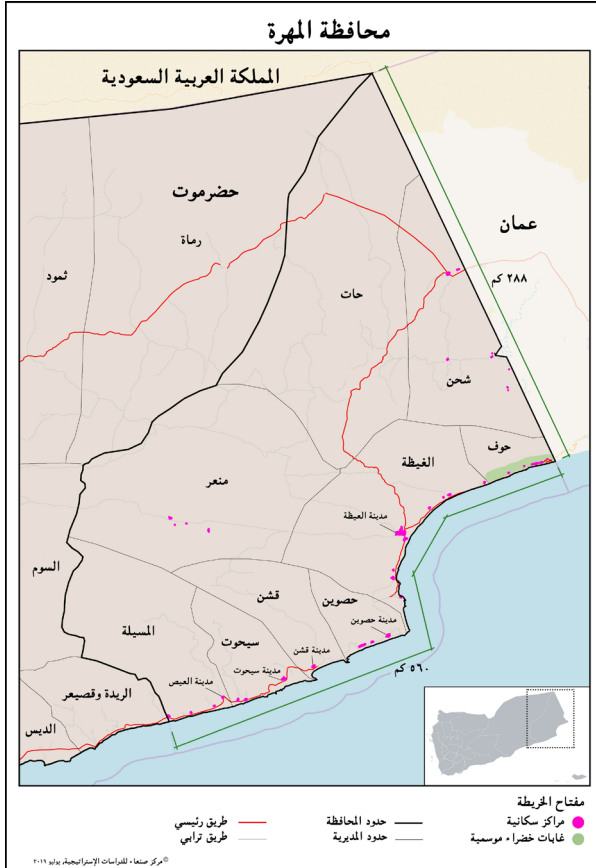 محافظة المهرة
المملكة العربية السعودية
حضرموت
عمان
رماة
ثمود
٢٨٨ كم
حات
شحن
حوف
الغيظة
منعر
مدينة الغيظة
السوم
قشن
حصوين
المسيلة
سيحوت
مدينة حصوين
مدينة قشن
مدينة سيحوت
٥٦٠ كم
مدينة العيص
الريدة وقصيعر
الديس
مفتاح الخريطة
مراكز سكانية
حدود المحافظة
طريق رئيسي
غابات خضراء موسمية
حدود المديرية
طريق ترابي
©مركز صنعاء للدراسات الإستراتيجية, يوليو ٢٠١٩